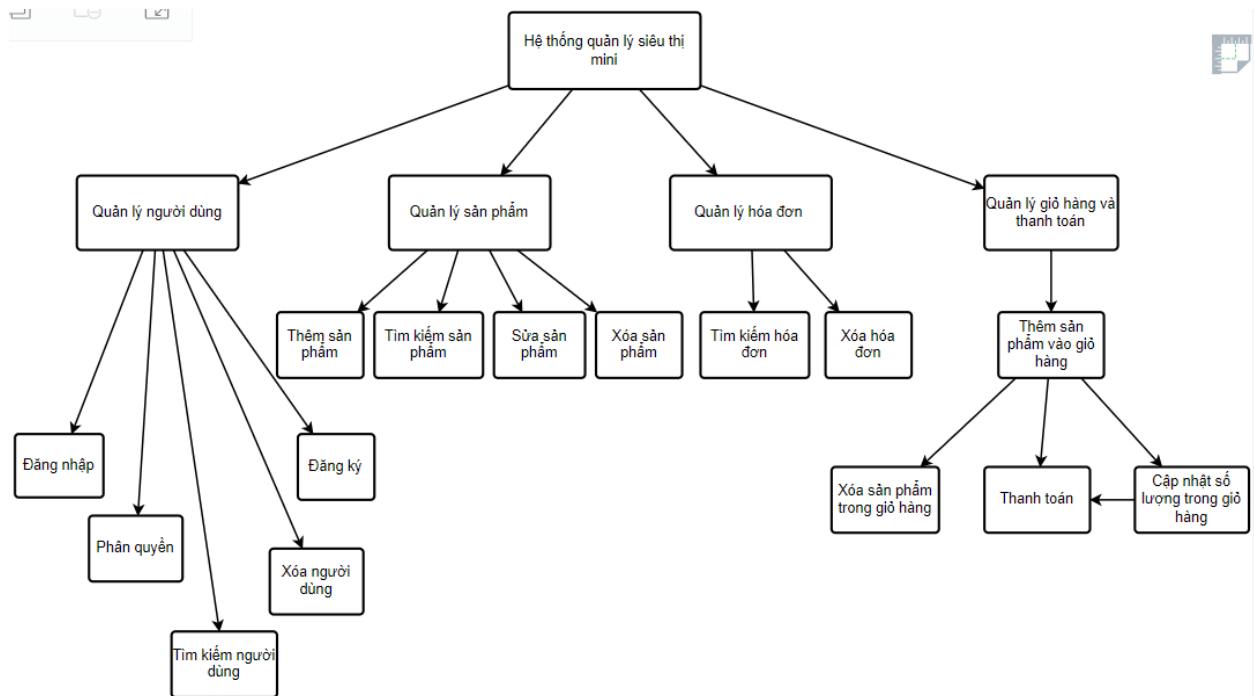 Hệ thống quản lý siêu thị
mini
Quản lý người dùng
Quản lý sản phẩm
Quản lý hóa đơn
Quản lý giỏ hàng và
thanh toán
Thêm sản
phẩm
Tìm kiếm sản
phẩm
Sửa sản
phẩm
Xóa sản
phẩm
Tìm kiếm hóa
đơn
Xóa hóa
đơn
Thêm sản
phẩm vào giỏ
hàng
Đăng nhập
Đăng ký
Xóa sản phẩm
trong giỏ hàng
Thanh toán
Cập nhật số
lượng trong giỏ
hàng
Phân quyền
Xóa người
dùng
Tìm kiếm người
dùng